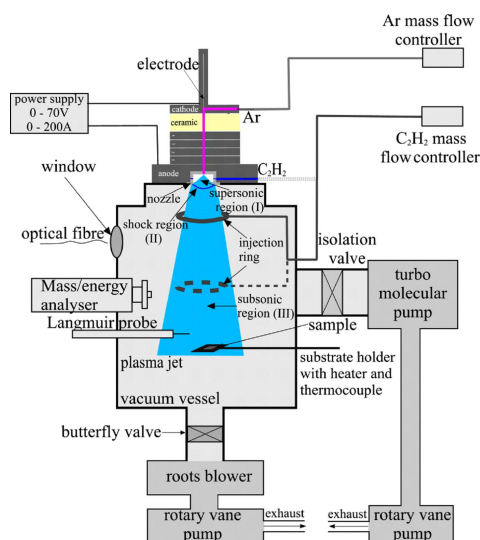 electrode
Ar mass flow
controller
power supply
0 - 70V
0 - 200A
cathode
Ar
ceramic
C₂H₂ mass
flow controller
anode
C₂H₂
window
nozzle
supersonic
region (I)
shock region
(II)
optical fibre
injection
ring
isolation
valve
Mass/energy
analyser
turbo
molecular
pump
subsonic
region (III)
Langmuir probe
sample
plasma jet
substrate holder
with heater and
thermocouple
vacuum vessel
butterfly valve
roots blower
rotary vane
pump
exhaust
exhaust
rotary vane
pump